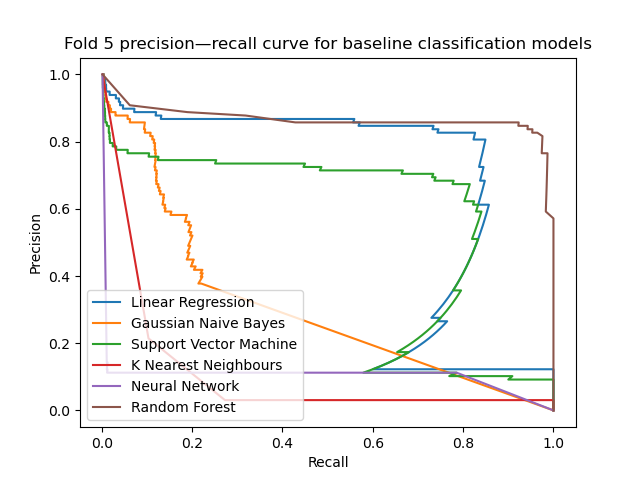 Fold 5 precision—recall curve for baseline classification models
1.0
0.8
0.6
0.4
0.2
0.0
Precision
Linear Regression
Gaussian Naive Bayes
Support Vector Machine
K Nearest Neighbours
Neural Network
Random Forest
0.0 0.2 0.4 0.6 0.8 1.0
Recall